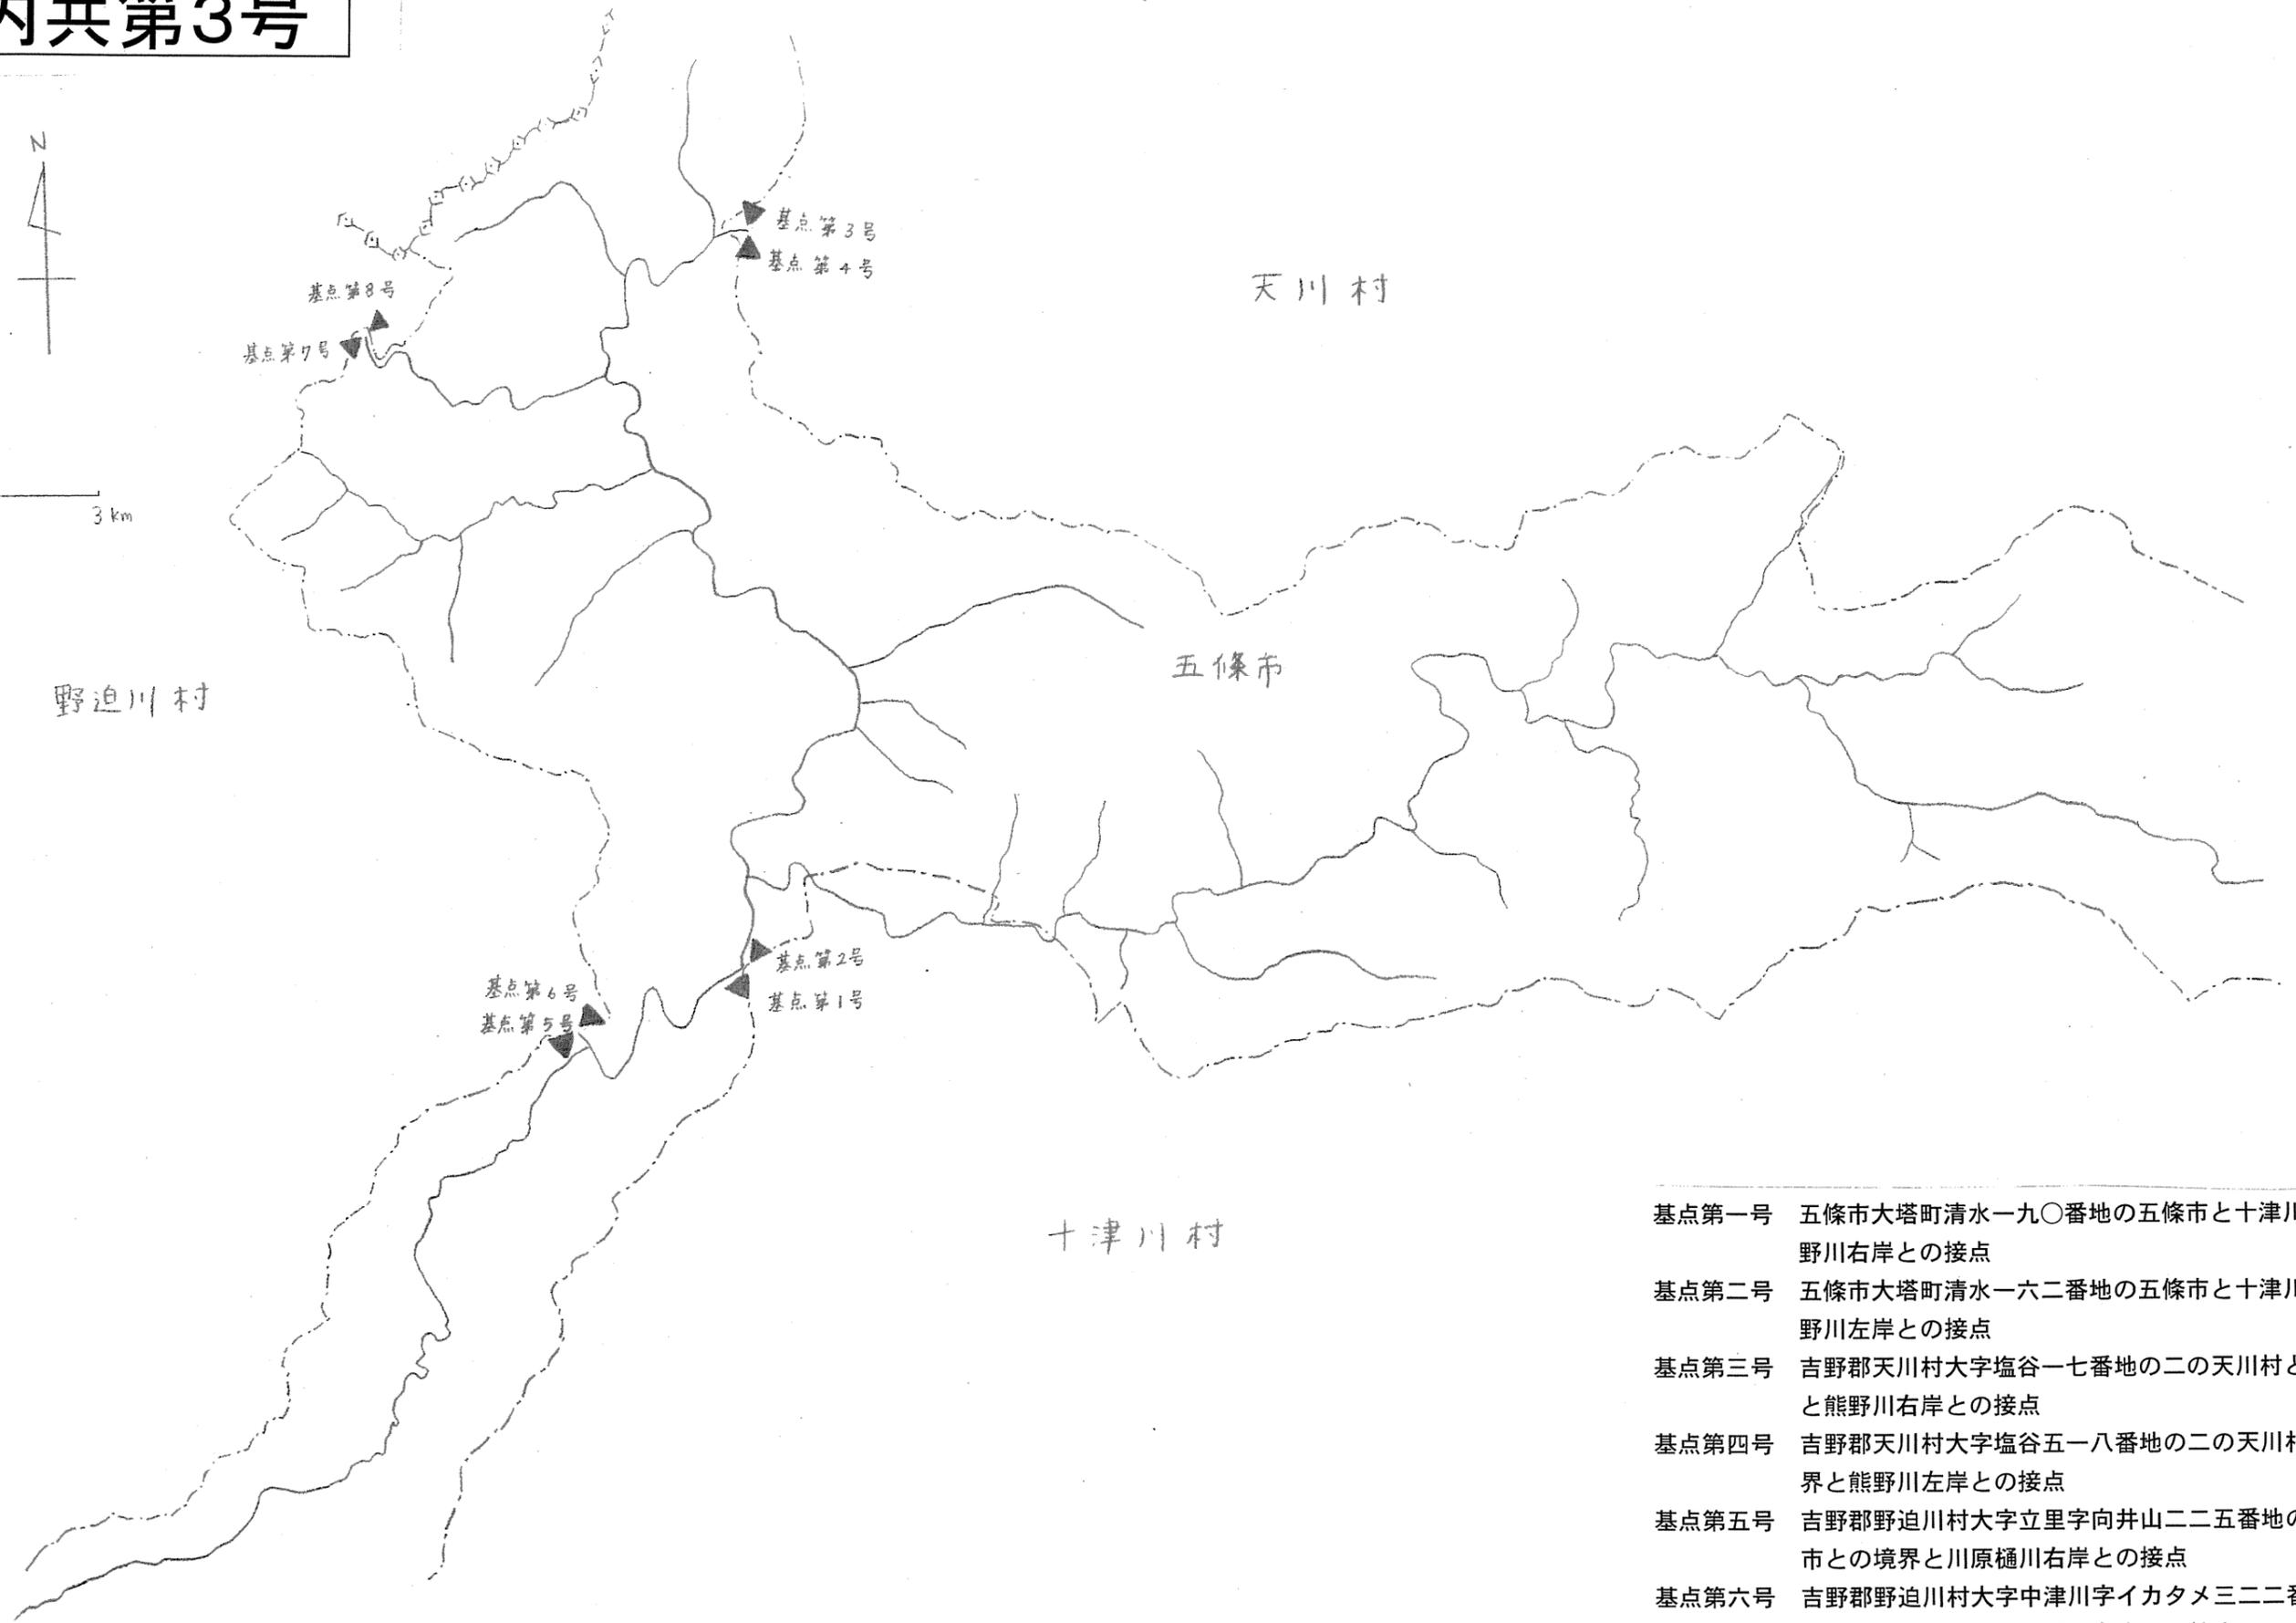 内共第3号
N
基点第3号
基点第4号
天川村
基点第8号
基点第7号
3km
五條市
野迫川村
基点第2号
基点第6号
基点第1号
基点第5号
十津川村
基点第一号 五條市大塔町清水一九〇番地の五條市と十津川
野川右岸との接点
基点第二号 五條市大塔町清水一六二番地の五條市と十津川
野川左岸との接点
基点第三号 吉野郡天川村大字塩谷一七番地の二の天川村と
と熊野川右岸との接点
基点第四号 吉野郡天川村大字塩谷五一八番地の二の天川村
界と熊野川左岸との接点
基点第五号 吉野郡野迫川村大字立里字向井山二二五番地の
市との境界と川原樋川右岸との接点
基点第六号 吉野郡野迫川村大字中津川字イカタメ三二二番